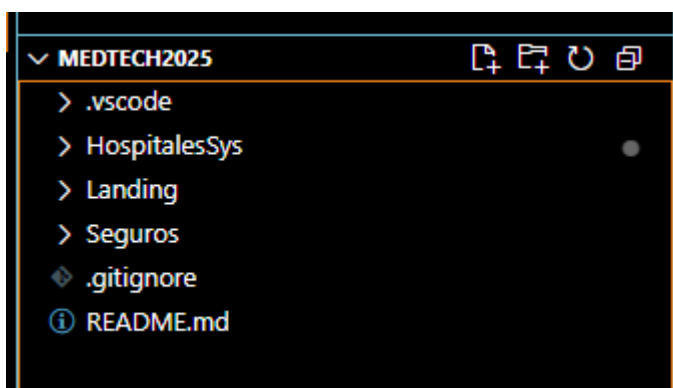 MEDTECH2025
.vscode
HospitalesSys
Landing
Seguros
.gitignore
README.md